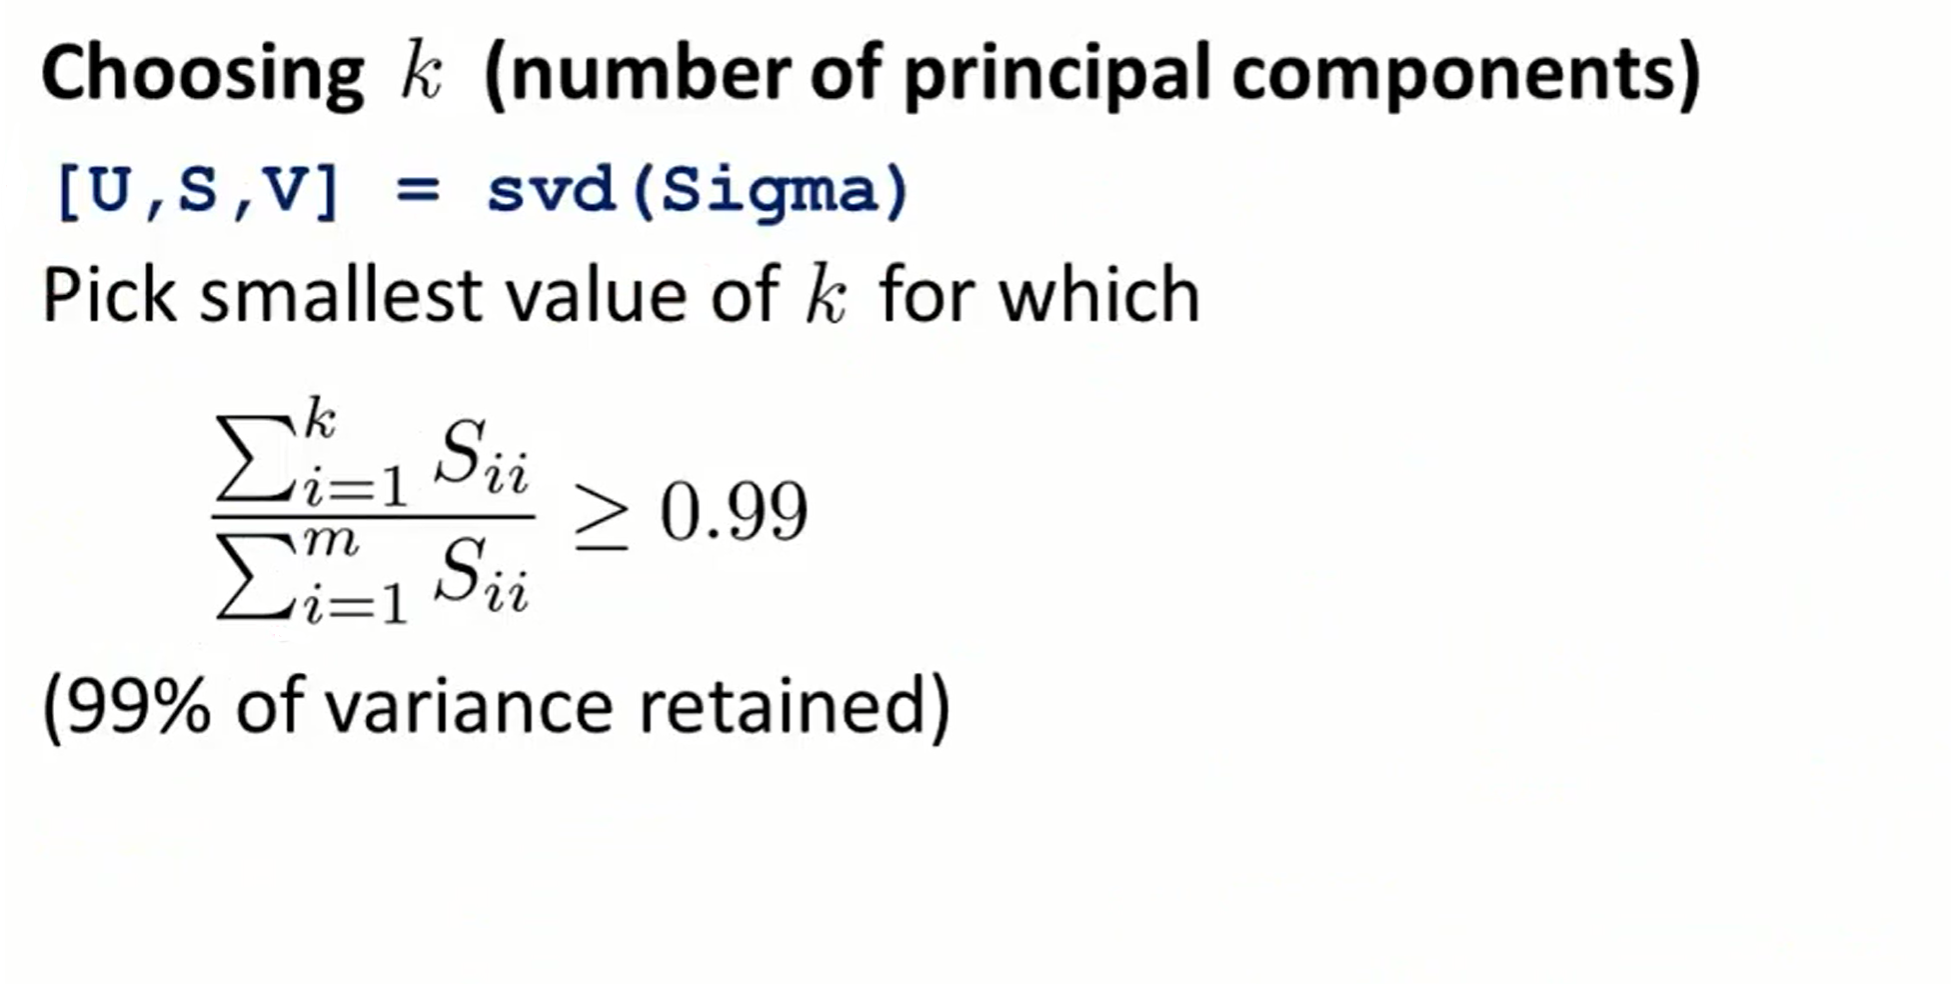 Choosing k (number of principal components)
[U,S,V] = svd(Sigma)
Pick smallest value of k for which
\frac{\sum_{i=1}^{k} S_{ii}}{\sum_{i=1}^{m} S_{ii}} ≥ 0.99
(99% of variance retained)